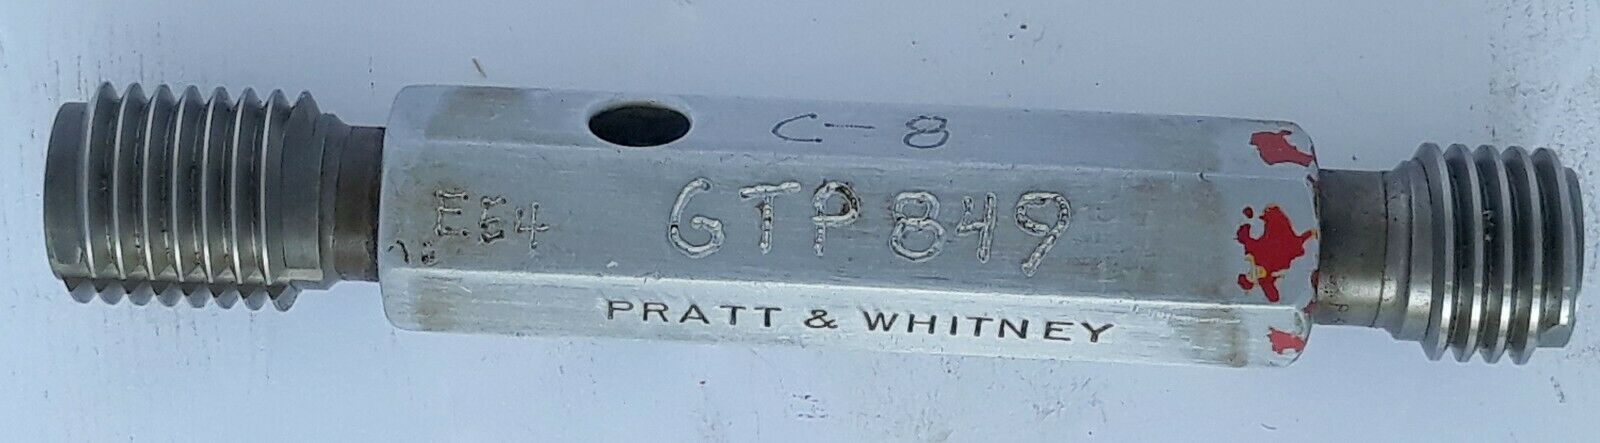 C-8
E54 GTP849
PRATT & WHITNEY